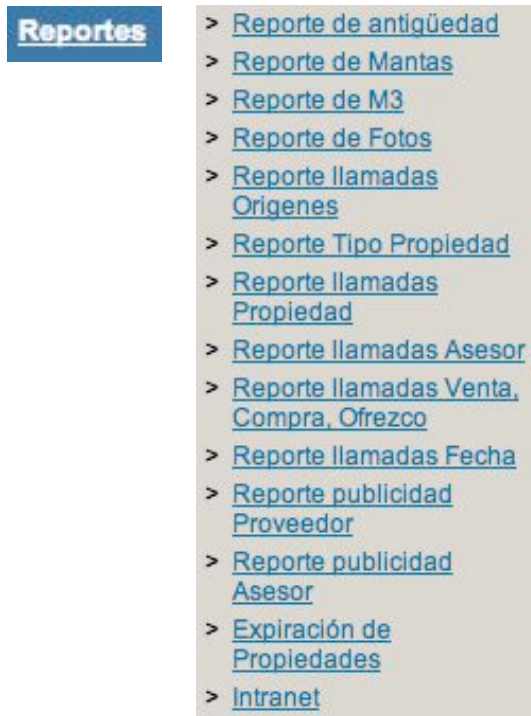 Reportes
> Reporte de antigüedad
> Reporte de Mantas
> Reporte de M3
> Reporte de Fotos
> Reporte llamadas
Origenes
> Reporte Tipo Propiedad
> Reporte llamadas
Propiedad
> Reporte llamadas Asesor
> Reporte llamadas Venta,
Compra, Ofrezco
> Reporte llamadas Fecha
> Reporte publicidad
Proveedor
> Reporte publicidad
Asesor
> Expiración de
Propiedades
> Intranet